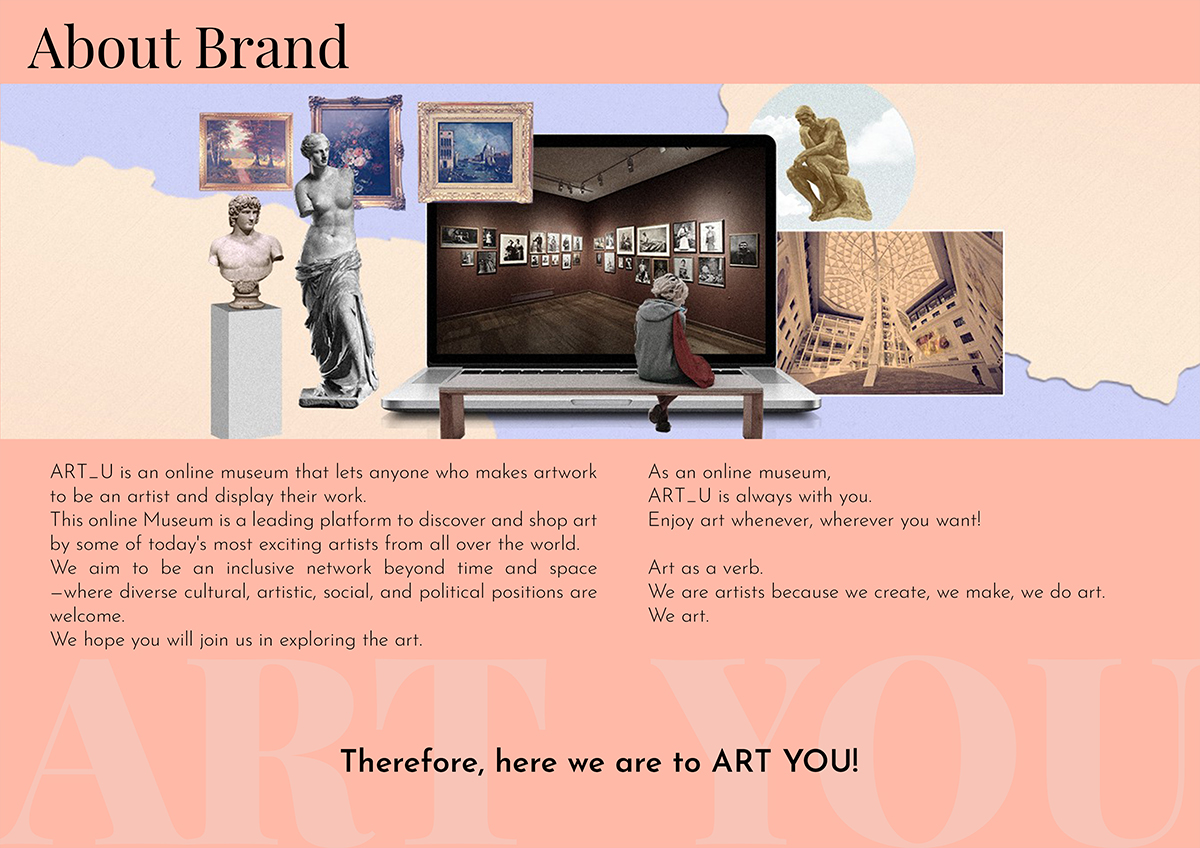 About Brand
ART_U is an online museum that lets anyone who makes artwork
to be an artist and display their work.
This online Museum is a leading platform to discover and shop art
by some of today's most exciting artists from all over the world.
We aim to be an inclusive network beyond time and space
—where diverse cultural, artistic, social, and political positions are
welcome.
We hope you will join us in exploring the art.
As an online museum,
ART_U is always with you.
Enjoy art whenever, wherever you want!
Art as a verb.
We are artists because we create, we make, we do art.
We art.
ART YOU
Therefore, here we are to ART YOU!